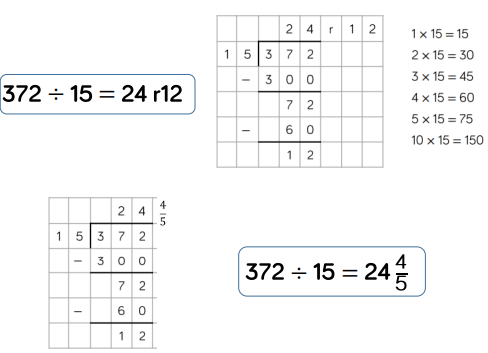 372 ÷ 15 = 24 r12
2 4 r 1 2
1 5 3 7 2
− 3 0 0
7 2
− 6 0
1 2
1 × 15 = 15
2 × 15 = 30
3 × 15 = 45
4 × 15 = 60
5 × 15 = 75
10 × 15 = 150
2 4 4/5
1 5 3 7 2
− 3 0 0
7 2
− 6 0
1 2
372 ÷ 15 = 24 4/5